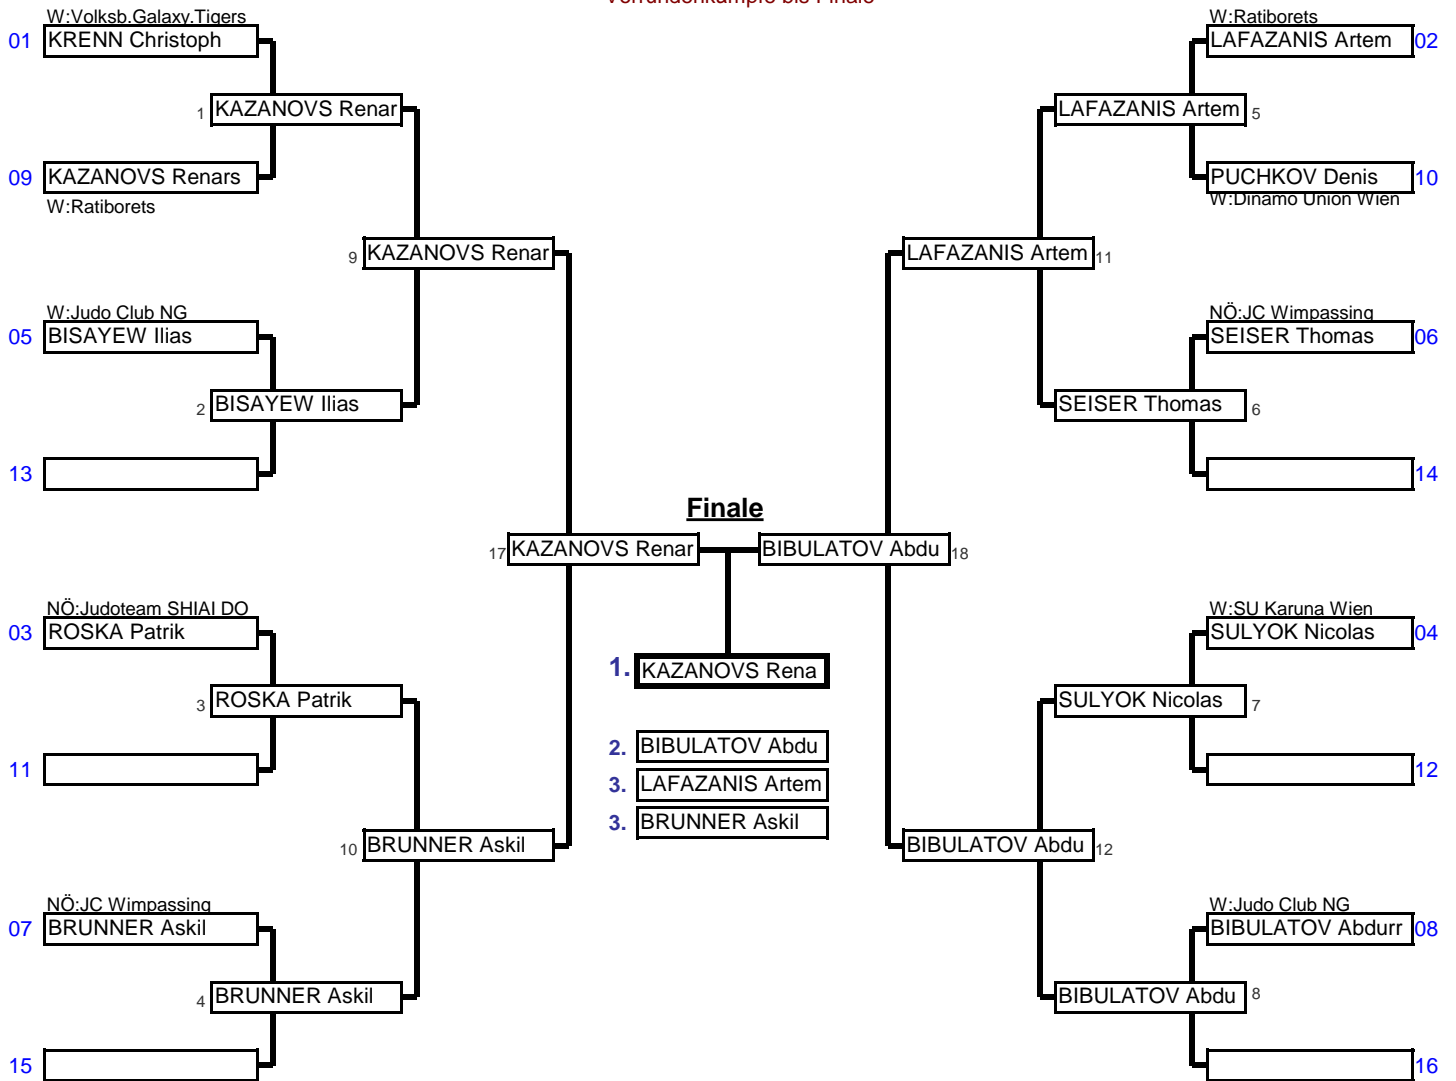 W:Volksb.Galaxy.Tigers
01 KRENN Christoph
1 KAZANOVS Renar
09 KAZANOVS Renars
W:Ratiborets
9 KAZANOVS Renar
W:Judo Club NG
05 BISAYEW Ilias
2 BISAYEW Ilias
13
17 KAZANOVS Renar
NÖ:Judoteam SHIAI DO
03 ROSKA Patrik
3 ROSKA Patrik
11
10 BRUNNER Askil
NÖ:JC Wimpassing
07 BRUNNER Askil
4 BRUNNER Askil
15
Finale
1. KAZANOVS Rena
2. BIBULATOV Abdu
3. LAFAZANIS Artem
3. BRUNNER Askil
W:Ratiborets
LAFAZANIS Artem 02
LAFAZANIS Artem 5
PUCHKOV Denis 10
W:Dinamo Union Wien
LAFAZANIS Artem 11
NÖ:JC Wimpassing
SEISER Thomas 06
SEISER Thomas 6
14
BIBULATOV Abdu 18
W:SU Karuna Wien
SULYOK Nicolas 04
SULYOK Nicolas 7
12
BIBULATOV Abdu 12
W:Judo Club NG
BIBULATOV Abdurr 08
BIBULATOV Abdu 8
16